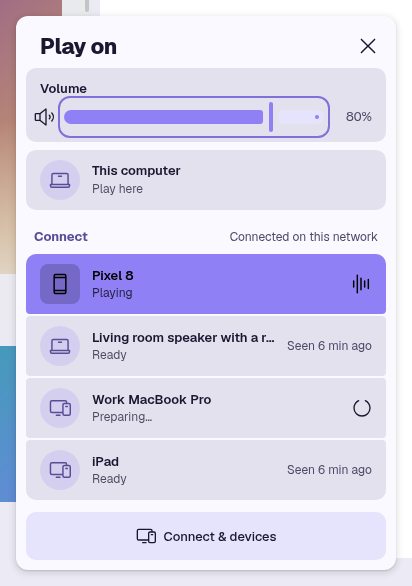 Play on
Volume
80%
This computer
Play here
Connect
Connected on this network
Pixel 8
Playing
Living room speaker with a r...
Ready
Seen 6 min ago
Work MacBook Pro
Preparing...
iPad
Ready
Seen 6 min ago
Connect & devices